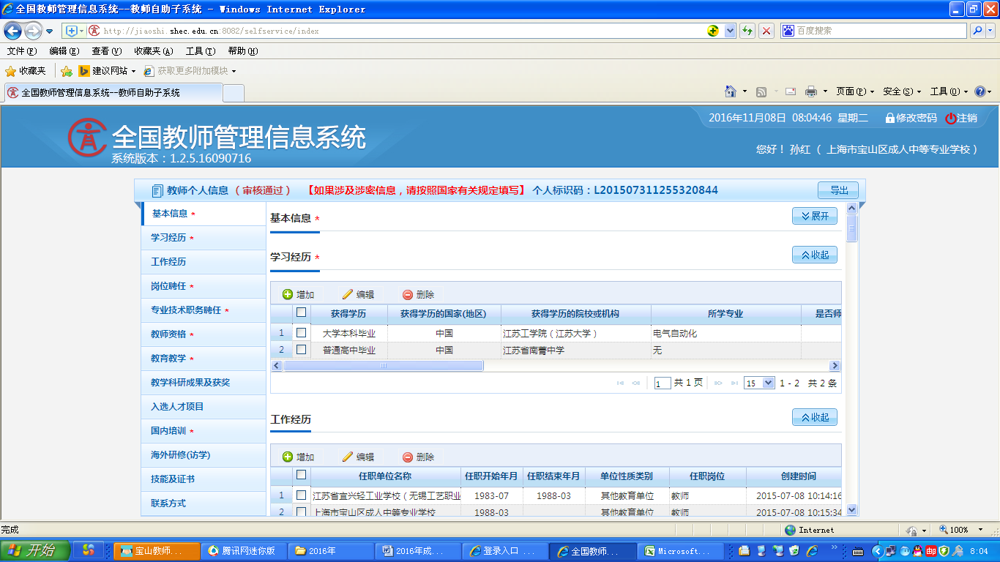 全国教师管理信息系统--教师自助子系统 - Windows Internet Explorer
http://jiaoshi.shec.edu.cn:8082/selfservice/index
百度搜索
文件(F) 编辑(E) 查看(V) 收藏夹(A) 工具(T) 帮助(H)
收藏夹 建议网站 获取更多附加模块
全国教师管理信息系统--教师自助子系统
页面(P) 安全(S) 工具(O)
2016年11月08日 08:04:46 星期二 修改密码 注销
全国教师管理信息系统
系统版本：1.2.5.16090716
您好！ 孙红 （ 上海市宝山区成人中等专业学校 ）
教师个人信息 （ 审核通过 ） 【如果涉及涉密信息，请按照国家有关规定填写】 个人标识码：L201507311255320844 导出
基本信息 *
学习经历 *
工作经历
岗位聘任 *
专业技术职务聘任 *
教师资格 *
教育教学 *
教学科研成果及获奖
入选人才项目
国内培训 *
海外研修(访学)
技能及证书
联系方式
基本信息 * 展开
学习经历 * 收起
增加 编辑 删除
获得学历 获得学历的国家(地区) 获得学历的院校或机构 所学专业 是否师
1 大学本科毕业 中国 江苏工学院（江苏大学） 电气自动化
2 普通高中毕业 中国 江苏省南菁中学 无
1 共 1 页 15 1 - 2 共 2 条
工作经历 收起
增加 编辑 删除
任职单位名称 任职开始年月 任职结束年月 单位性质类别 任职岗位 创建时间
1 江苏省宜兴轻工业学校（无锡工艺职业 1983-07 1988-03 其他教育单位 教师 2015-07-08 10:14:16
2 上海市宝山区成人中等专业学校 1988-03 其他教育单位 教师 2015-07-08 10:15:34
完成 Internet 100%
开始 宝山教师... 腾讯网迷你版 2016年 2016年成... 登录入口 ... 全国教师... Microsoft... 8:04